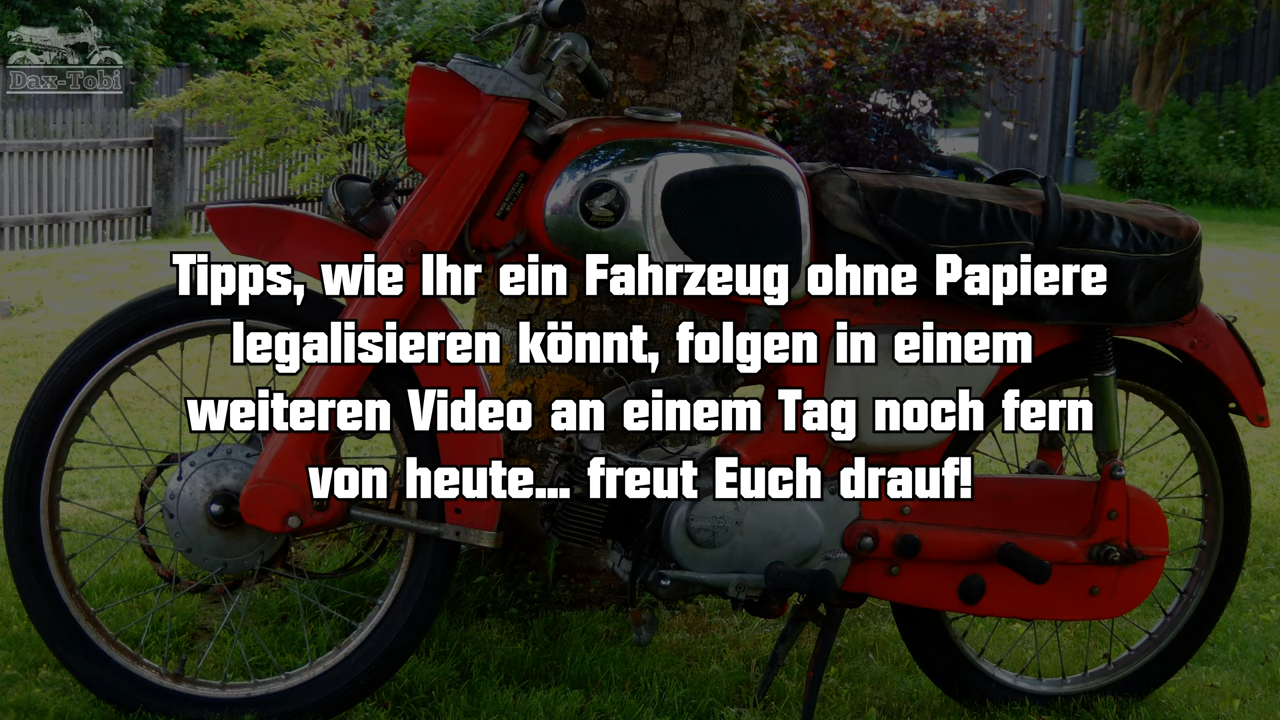 Dax-Tobi
Tipps, wie Ihr ein Fahrzeug ohne Papiere
legalisieren könnt, folgen in einem
weiteren Video an einem Tag noch fern
von heute... freut Euch drauf!